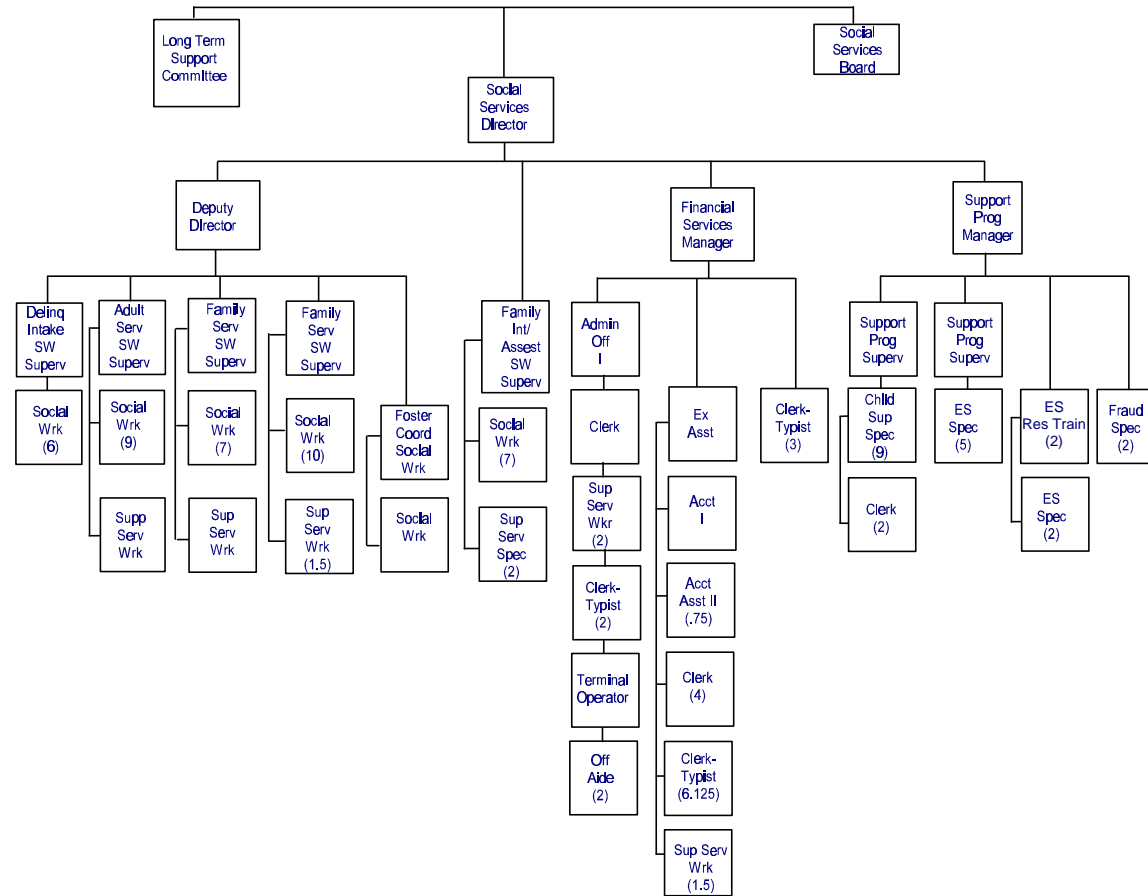 Long Term
Support
Committee
Social
Services
Board
Social
Services
Director
Deputy
Director
Financial
Services
Manager
Support
Prog
Manager
Delinq
Intake
SW
Superv
Adult
Serv
SW
Superv
Family
Serv
SW
Superv
Family
Serv
SW
Superv
Family
Int/
Assest
SW
Superv
Admin
Off
I
Support
Prog
Superv
Support
Prog
Superv
Social
Wrk
(6)
Social
Wrk
(9)
Social
Wrk
(7)
Social
Wrk
(10)
Foster
Coord
Social
Wrk
Social
Wrk
(7)
Clerk
Ex
Asst
Clerk-
Typist
(3)
Child
Sup
Spec
(9)
ES
Spec
(5)
ES
Res Train
(2)
Fraud
Spec
(2)
Supp
Serv
Wrk
Sup
Serv
Wrk
Sup
Serv
Wrk
(1.5)
Social
Wrk
Sup
Serv
Spec
(2)
Sup
Serv
Wkr
(2)
Acct
I
Clerk
(2)
ES
Spec
(2)
Clerk-
Typist
(2)
Acct
Asst II
(.75)
Terminal
Operator
Clerk
(4)
Off
Aide
(2)
Clerk-
Typist
(6.125)
Sup Serv
Wrk
(1.5)